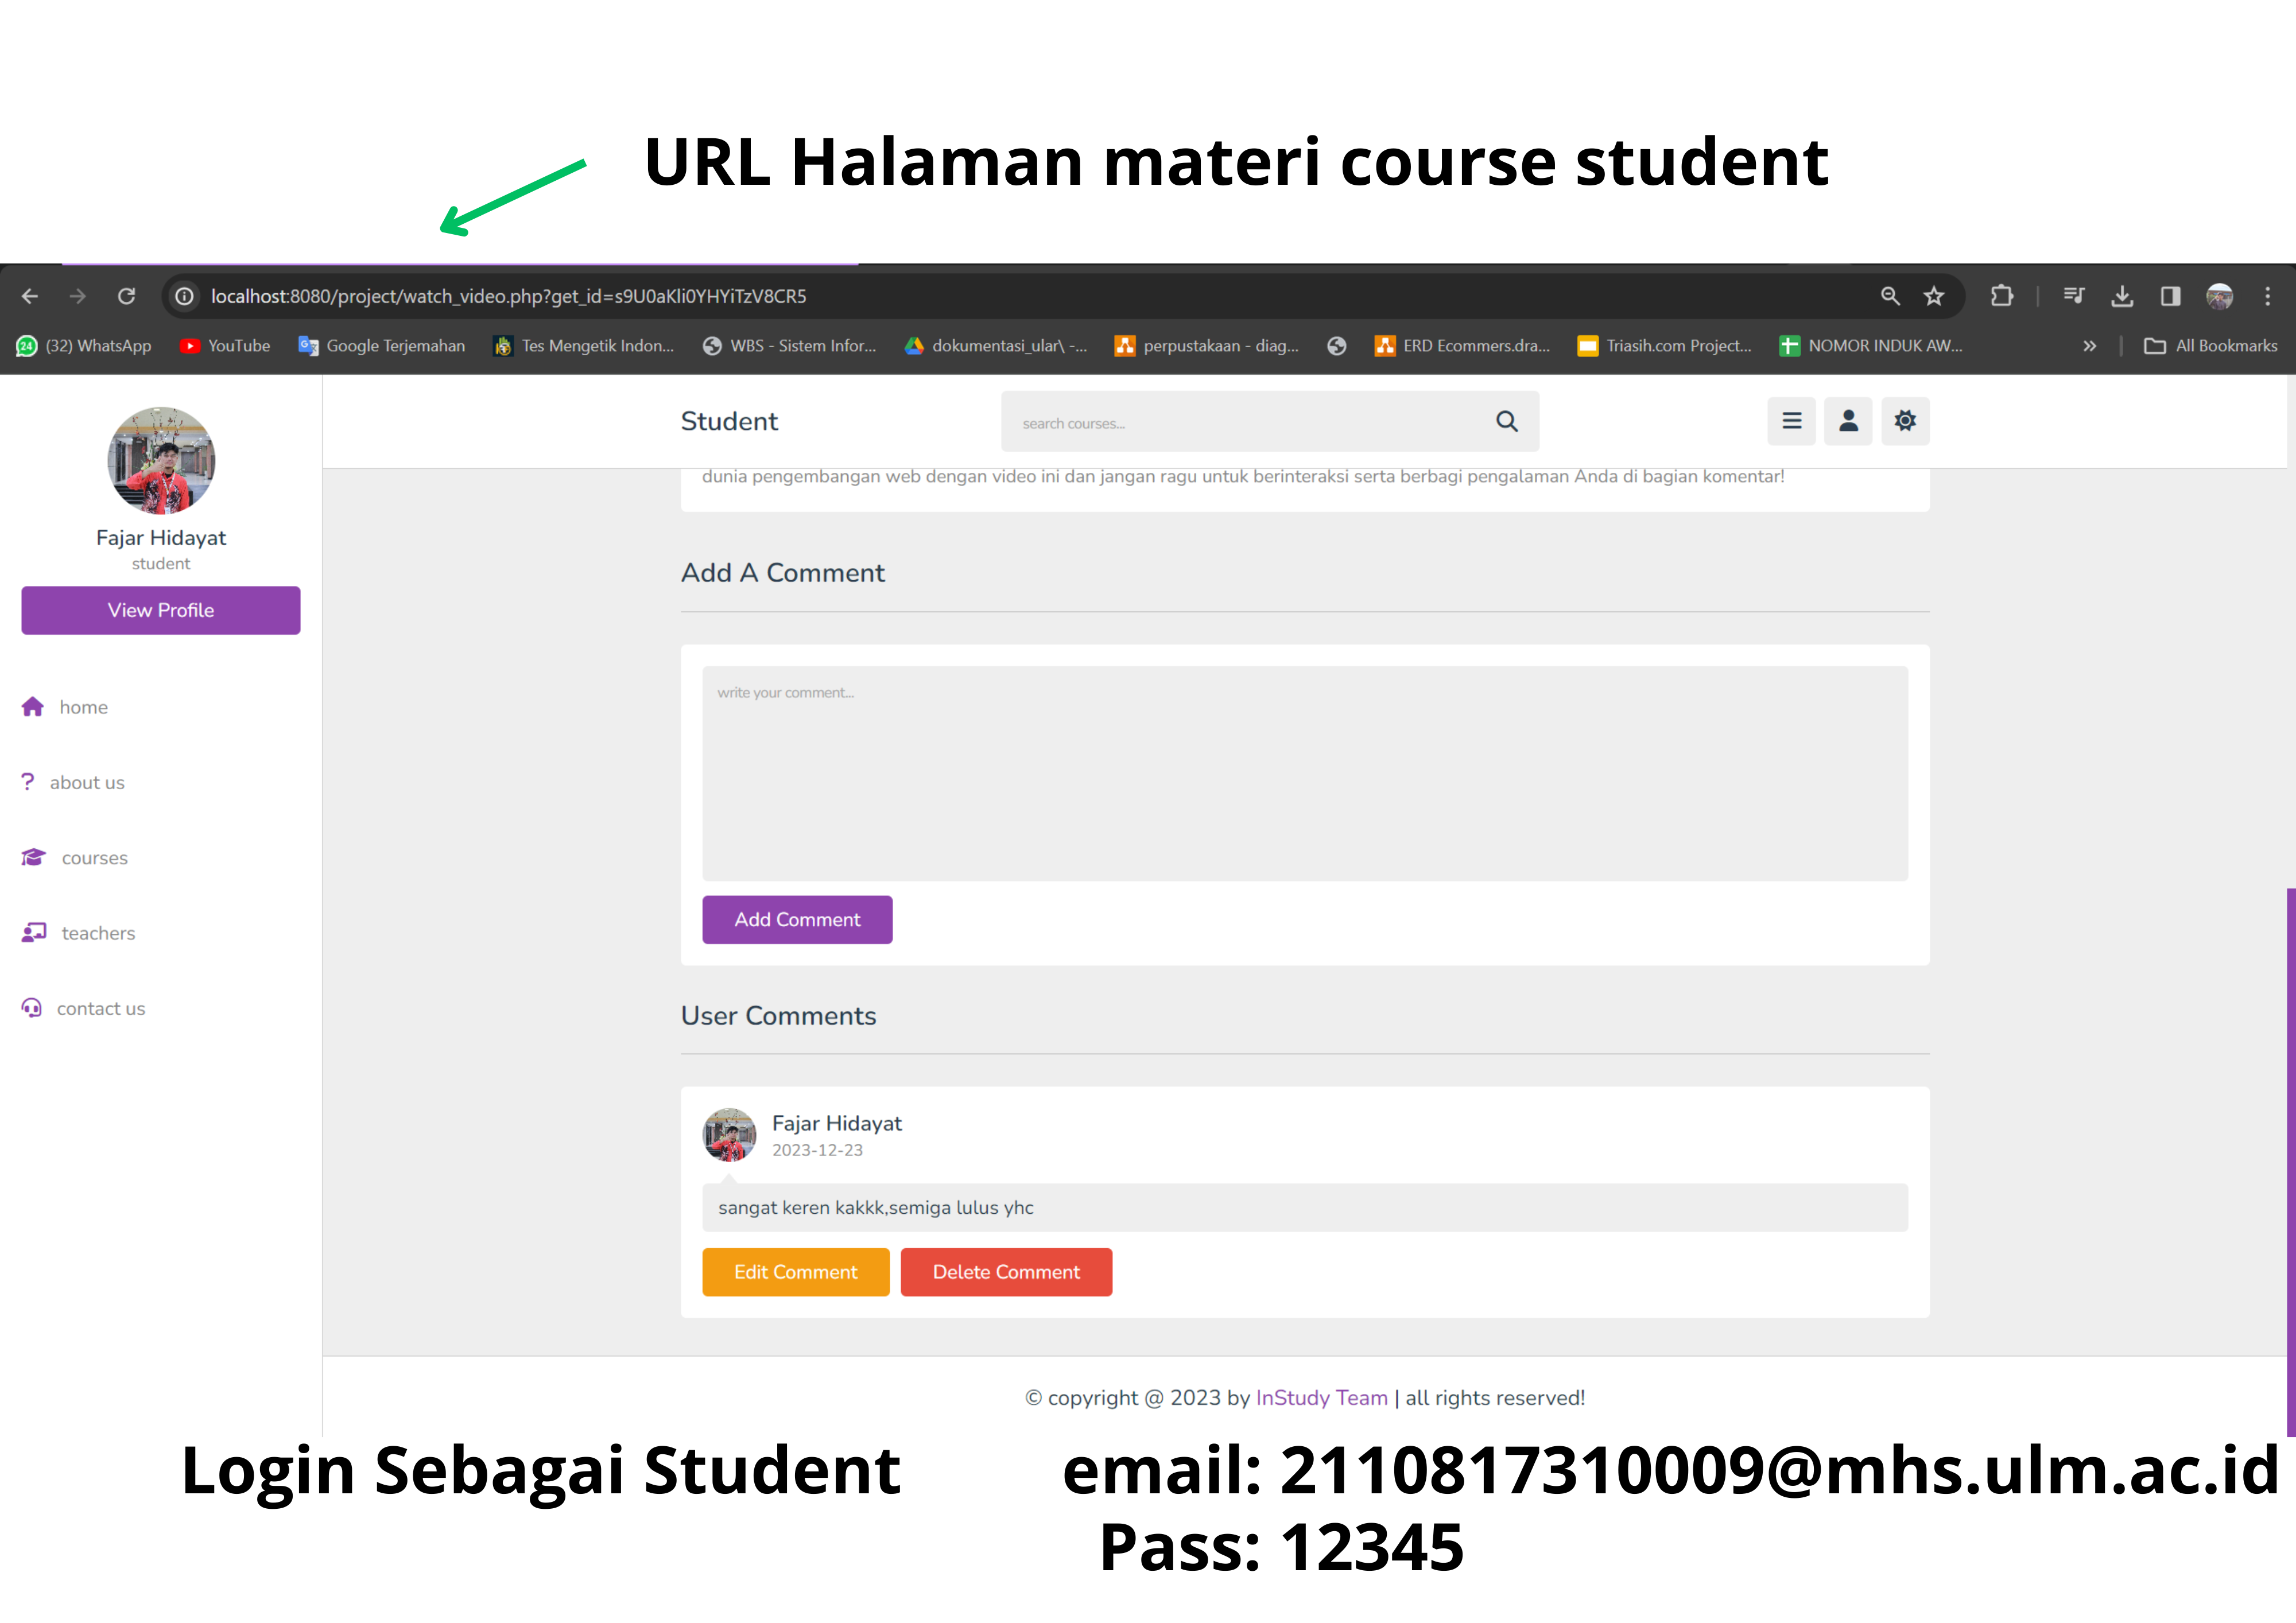 URL Halaman materi course student
localhost:8080/project/watch_video.php?get_id=s9U0aKli0YHYiTzV8CR5
24 (32) WhatsApp YouTube Google Terjemahan Tes Mengetik Indon... WBS - Sistem Infor... dokumentasi_ular\ -... perpustakaan - diag... ERD Ecommers.dra... Triasih.com Project... NOMOR INDUK AW... » All Bookmarks
Student
search courses...
Fajar Hidayat
student
View Profile
home
about us
courses
teachers
contact us
dunia pengembangan web dengan video ini dan jangan ragu untuk berinteraksi serta berbagi pengalaman Anda di bagian komentar!
Add A Comment
write your comment...
Add Comment
User Comments
Fajar Hidayat
2023-12-23
sangat keren kakkk,semiga lulus yhc
Edit Comment
Delete Comment
© copyright @ 2023 by InStudy Team | all rights reserved!
Login Sebagai Student
email: 2110817310009@mhs.ulm.ac.id
Pass: 12345